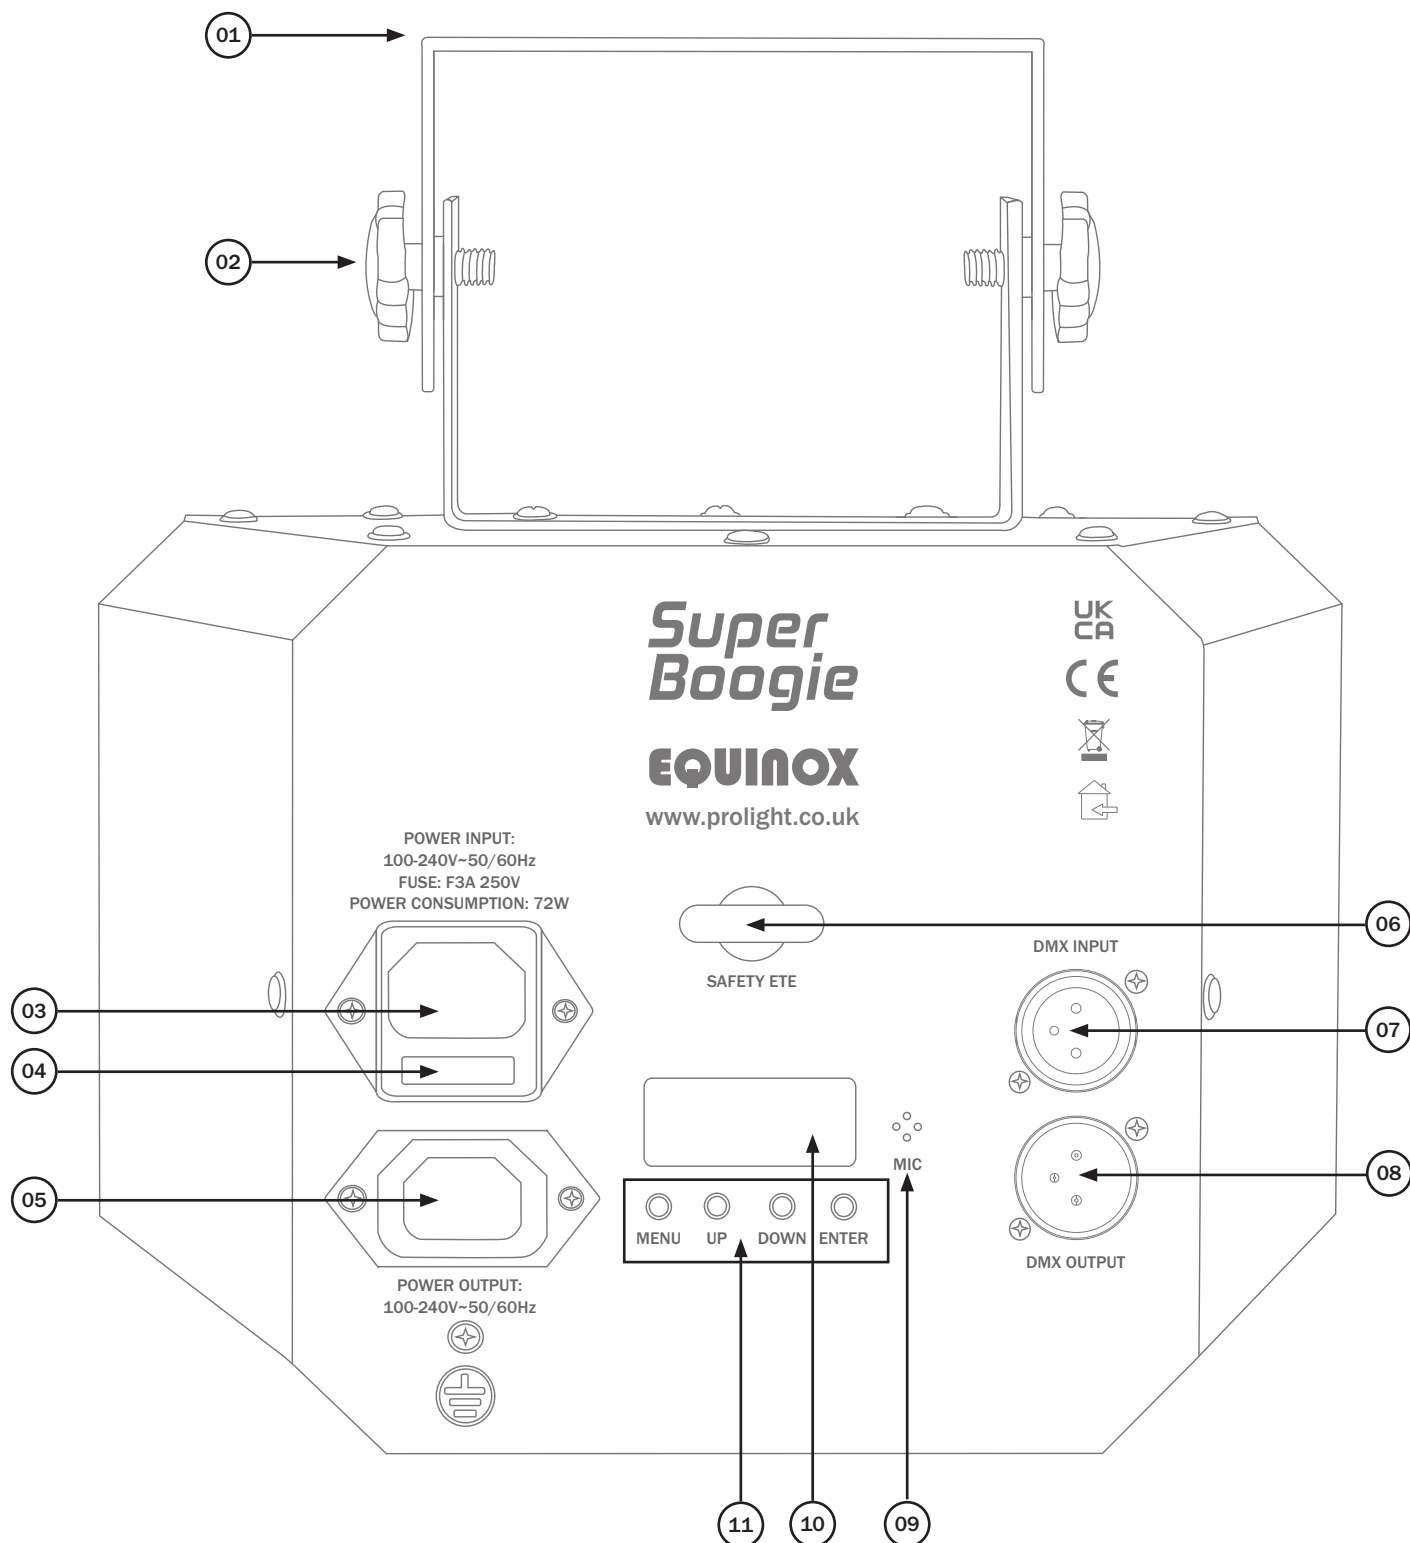 01
02
Super
Boogie
EQUINOX
www.prolight.co.uk
UK
CA
CE
POWER INPUT:
100-240V~50/60Hz
FUSE: F3A 250V
POWER CONSUMPTION: 72W
SAFETY ETE
06
DMX INPUT
03
07
04
MIC
08
05
MENU UP DOWN ENTER
DMX OUTPUT
POWER OUTPUT:
100-240V~50/60Hz
11
10
09